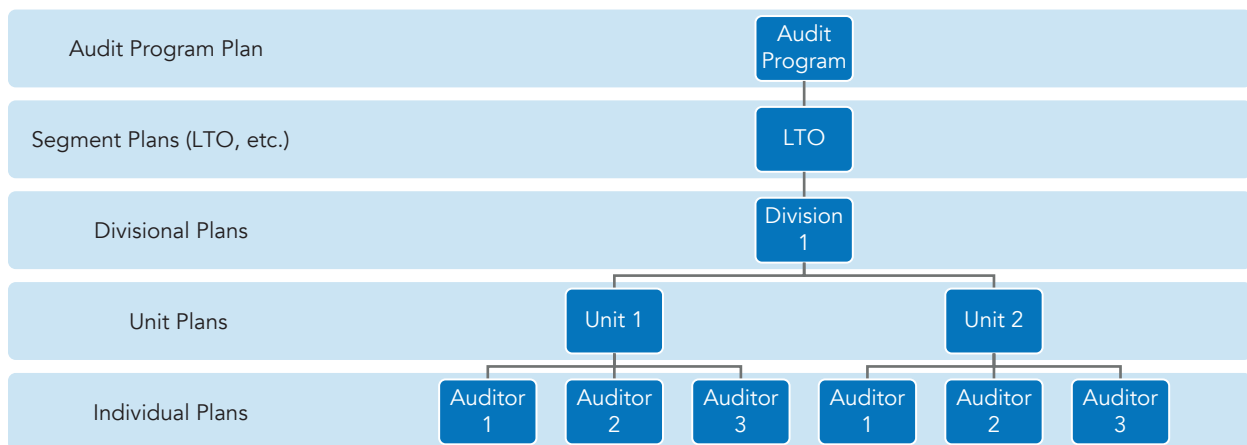 Audit Program Plan
Audit
Program
Segment Plans (LTO, etc.)
LTO
Divisional Plans
Division
1
Unit Plans
Unit 1
Unit 2
Individual Plans
Auditor
1
Auditor
2
Auditor
3
Auditor
1
Auditor
2
Auditor
3